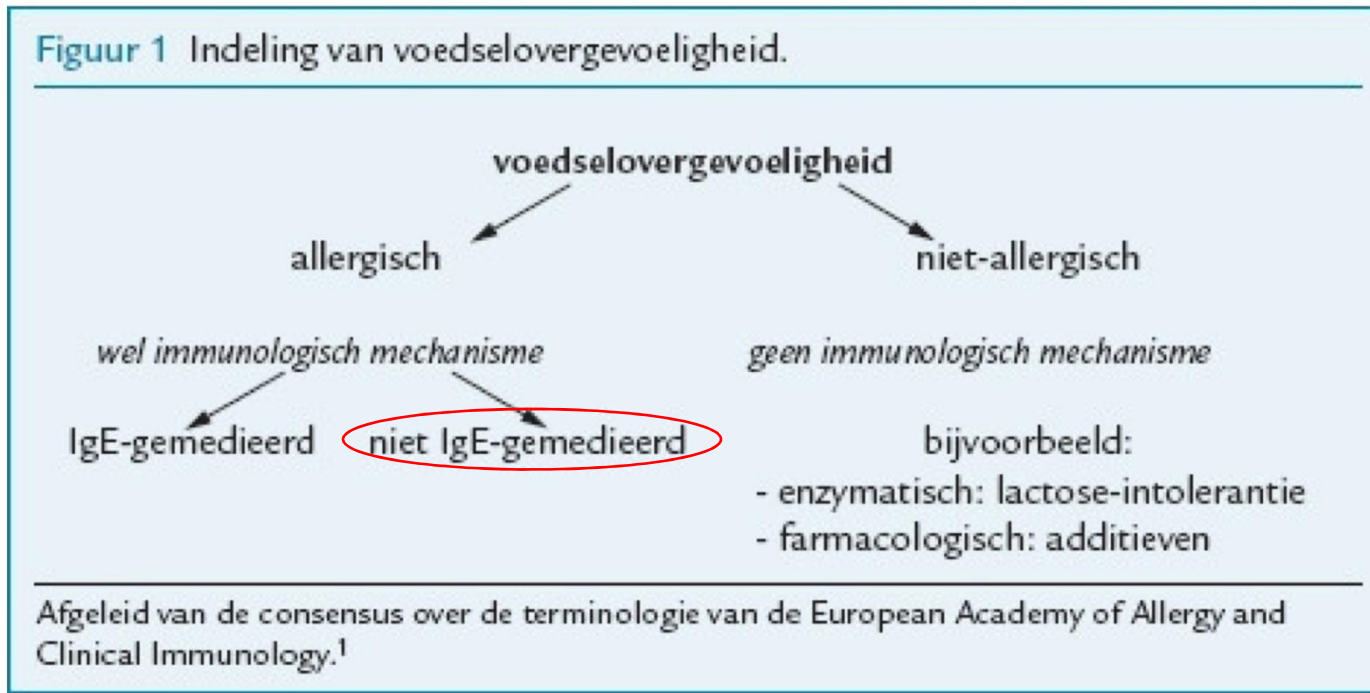 Figuur 1 Indeling van voedselovergevoeligheid.
voedselovergevoeligheid
allergisch
niet-allergisch
wel immunologisch mechanisme
geen immunologisch mechanisme
IgE-gemedieerd
niet IgE-gemedieerd
bijvoorbeeld:
- enzymatisch: lactose-intolerantie
- farmacologisch: additieven
Afgeleid van de consensus over de terminologie van de European Academy of Allergy and
Clinical Immunology.1